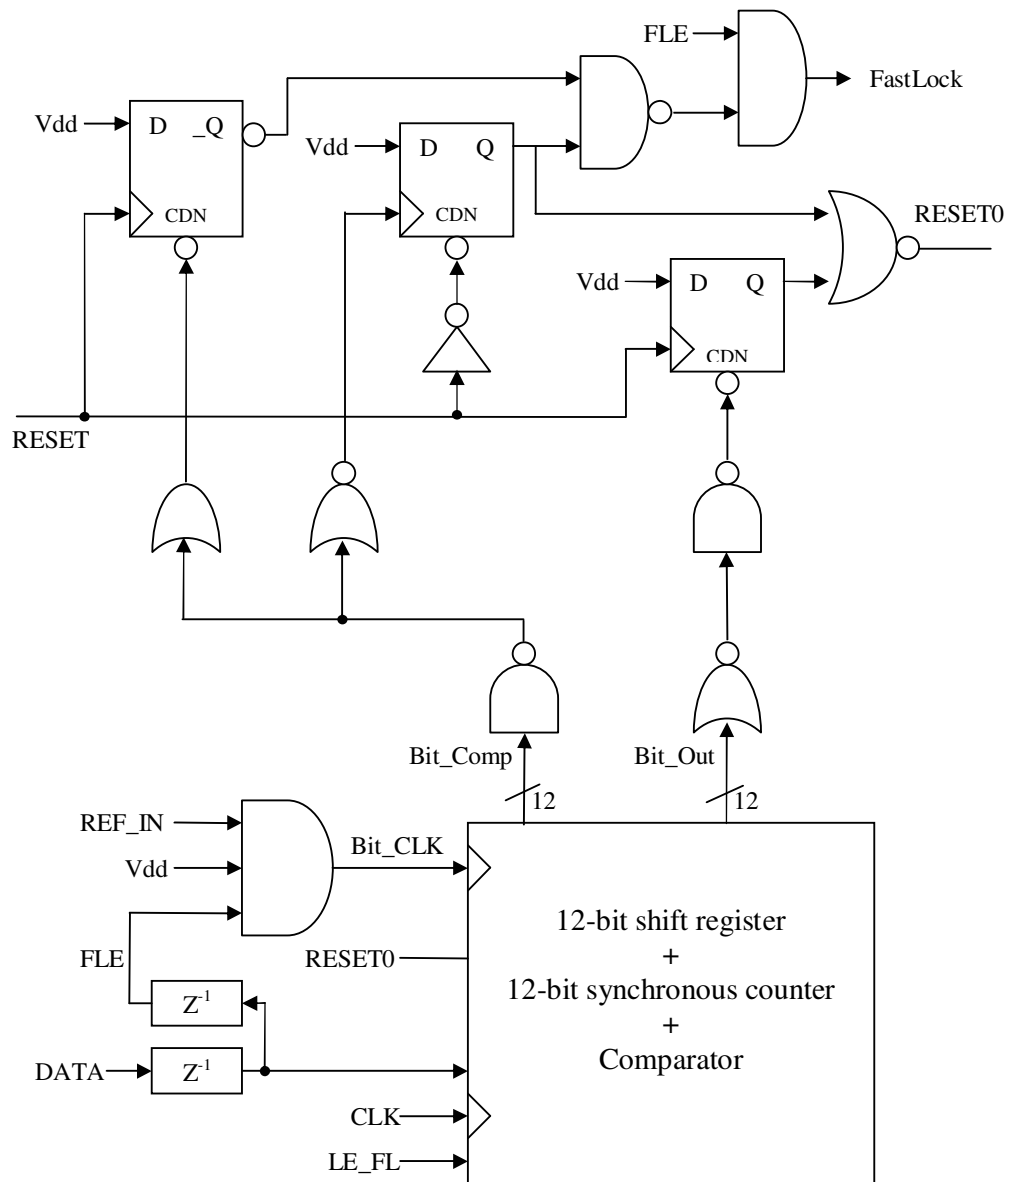 FLE
FastLock
Vdd
D _Q
CDN
Vdd
D Q
CDN
RESET0
Vdd
D Q
CDN
RESET
Bit_Comp
12
Bit_Out
12
REF_IN
Vdd
FLE
Bit_CLK
RESET0
Z-1
DATA
Z-1
CLK
LE_FL
12-bit shift register
+
12-bit synchronous counter
+
Comparator